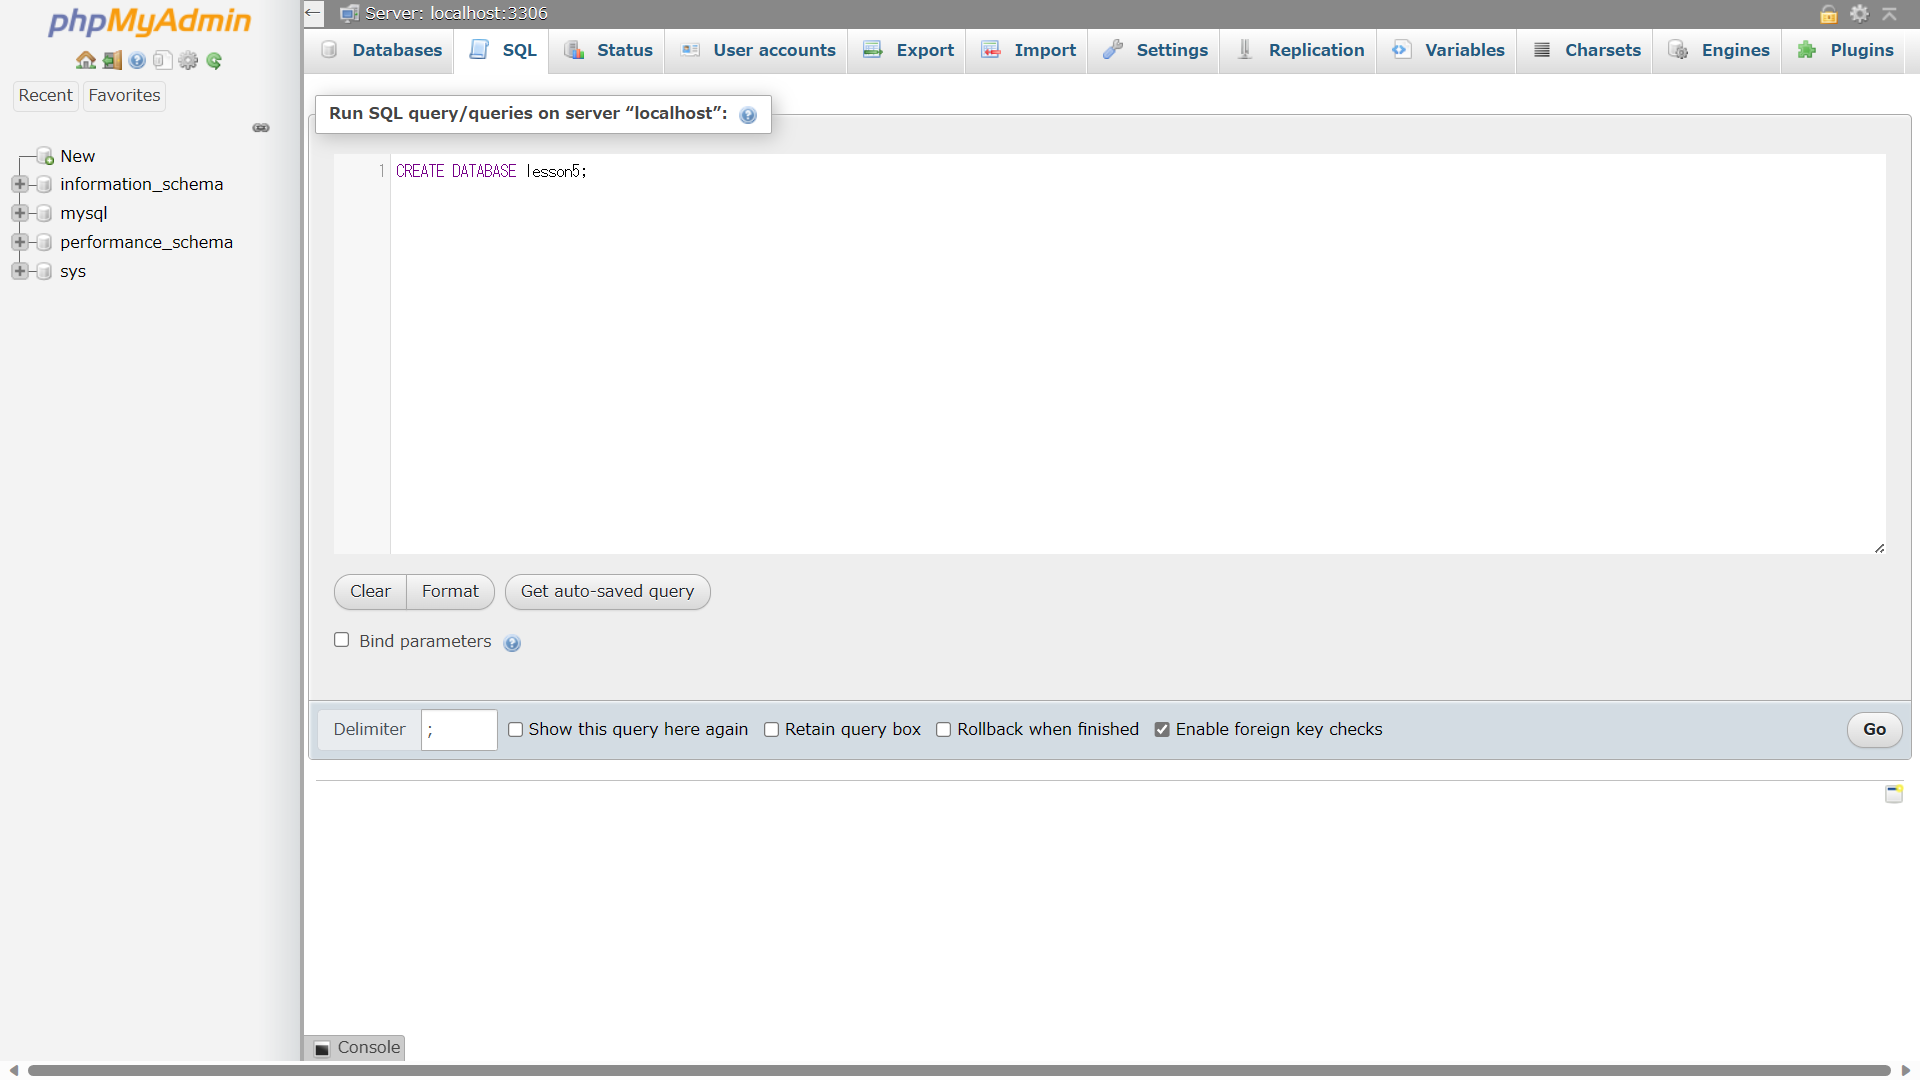 phpMyAdmin
Recent
Favorites
New
information_schema
mysql
performance_schema
sys
Server: localhost:3306
Databases
SQL
Status
User accounts
Export
Import
Settings
Replication
Variables
Charsets
Engines
Plugins
Run SQL query/queries on server “localhost”:
1
CREATE DATABASE lesson5;
Clear
Format
Get auto-saved query
Bind parameters
Delimiter
;
Show this query here again
Retain query box
Rollback when finished
Enable foreign key checks
Go
Console